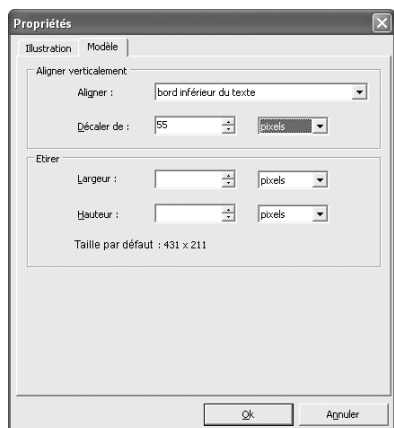 Propriétés
Illustration Modèle
Aligner verticalement
Aligner : bord inférieur du texte
Décaler de : 55 pixels
Etirer
Largeur : pixels
Hauteur : pixels
Taille par défaut : 431 x 211
Ok Annuler